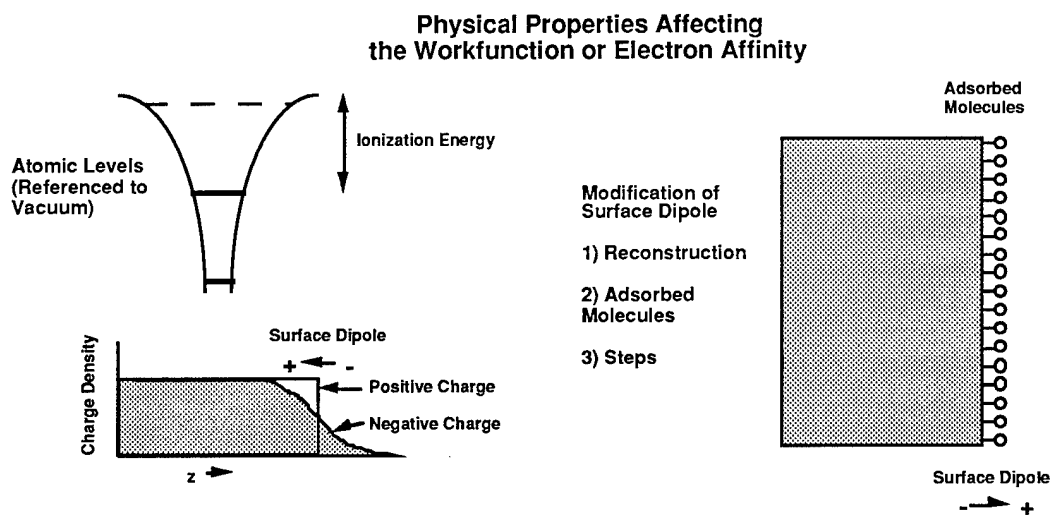 Physical Properties Affecting
the Workfunction or Electron Affinity
Atomic Levels
(Referenced to
Vacuum)
Ionization Energy
Charge Density
Surface Dipole
+ -
Positive Charge
Negative Charge
z
Modification of
Surface Dipole
1) Reconstruction
2) Adsorbed
Molecules
3) Steps
Adsorbed
Molecules
Surface Dipole
- +